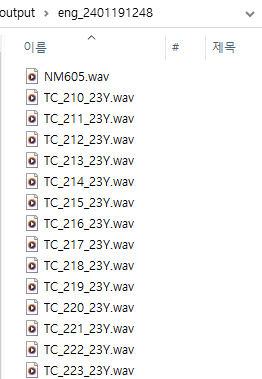 output > eng_2401191248
이름 # 제목
NM605.wav
TC_210_23Y.wav
TC_211_23Y.wav
TC_212_23Y.wav
TC_213_23Y.wav
TC_214_23Y.wav
TC_215_23Y.wav
TC_216_23Y.wav
TC_217_23Y.wav
TC_218_23Y.wav
TC_219_23Y.wav
TC_220_23Y.wav
TC_221_23Y.wav
TC_222_23Y.wav
TC_223_23Y.wav